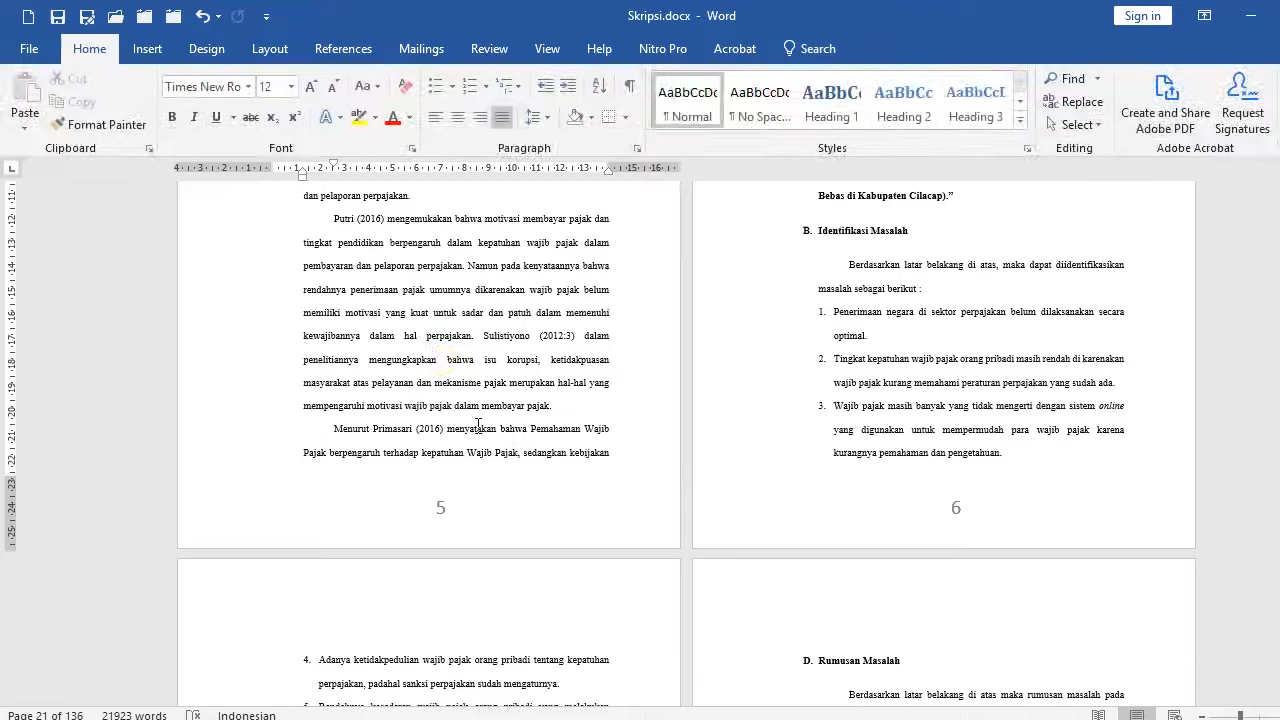 Skripsi.docx - Word
Sign in
File Home Insert Design Layout References Mailings Review View Help Nitro Pro Acrobat Search
Paste
Cut
Copy
Format Painter
Clipboard
Times New Ro 12
Font
Paragraph
AaBbCcDc AaBbCcDc AaBbC AaBbCc AaBbCcD
¶ Normal ¶ No Spac... Heading 1 Heading 2 Heading 3
Styles
Find
Replace
Select
Editing
Create and Share Adobe PDF
Request Signatures
Adobe Acrobat
dan pelaporan perpajakan.
Putri (2016) mengemukakan bahwa motivasi membayar pajak dan
tingkat pendidikan berpengaruh dalam kepatuhan wajib pajak dalam
pembayaran dan pelaporan perpajakan. Namun pada kenyataannya bahwa
rendahnya penerimaan pajak umumnya dikarenakan wajib pajak belum
memiliki motivasi yang kuat untuk sadar dan patuh dalam memenuhi
kewajibannya dalam hal perpajakan. Sulistiyono (2012:3) dalam
penelitiannya mengungkapkan bahwa isu korupsi, ketidakpuasan
masyarakat atas pelayanan dan mekanisme pajak merupakan hal-hal yang
mempengaruhi motivasi wajib pajak dalam membayar pajak.
Menurut Primasari (2016) menyatakan bahwa Pemahaman Wajib
Pajak berpengaruh terhadap kepatuhan Wajib Pajak, sedangkan kebijakan
5
Bebas di Kabupaten Cilacap).”
B. Identifikasi Masalah
Berdasarkan latar belakang di atas, maka dapat diidentifikasikan
masalah sebagai berikut :
1. Penerimaan negara di sektor perpajakan belum dilaksanakan secara
optimal.
2. Tingkat kepatuhan wajib pajak orang pribadi masih rendah di karenakan
wajib pajak kurang memahami peraturan perpajakan yang sudah ada.
3. Wajib pajak masih banyak yang tidak mengerti dengan sistem online
yang digunakan untuk mempermudah para wajib pajak karena
kurangnya pemahaman dan pengetahuan.
6
4. Adanya ketidakpedulian wajib pajak orang pribadi tentang kepatuhan
perpajakan, padahal sanksi perpajakan sudah mengaturnya.
D. Rumusan Masalah
Berdasarkan latar belakang di atas maka rumusan masalah pada
Page 21 of 136 21923 words Indonesian